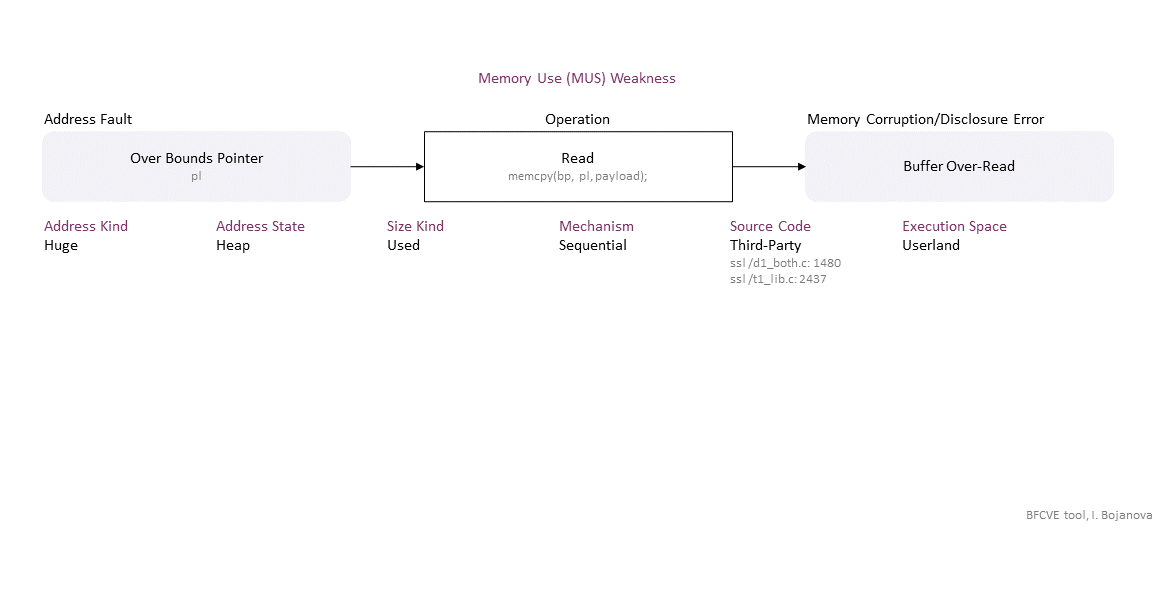 Memory Use (MUS) Weakness
Address Fault
Operation
Memory Corruption/Disclosure Error
Over Bounds Pointer
pl
Read
memcpy(bp, pl, payload);
Buffer Over-Read
Address Kind
Huge
Address State
Heap
Size Kind
Used
Mechanism
Sequential
Source Code
Third-Party
ssl/d1_both.c: 1480
ssl/t1_lib.c: 2437
Execution Space
Userland
BFCVE tool, I. Bojanova